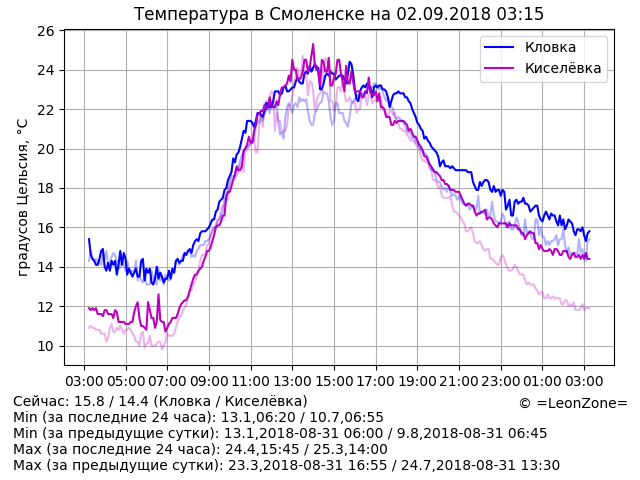 Температура в Смоленске на 02.09.2018 03:15
26
24
22
20
18
16
14
12
10
градусов Цельсия, °C
Кловка
Киселёвка
03:00 05:00 07:00 09:00 11:00 13:00 15:00 17:00 19:00 21:00 23:00 01:00 03:00
Сейчас: 15.8 / 14.4 (Кловка / Киселёвка)
© =LeonZone=
Min (за последние 24 часа): 13.1,06:20 / 10.7,06:55
Min (за предыдущие сутки): 13.1,2018-08-31 06:00 / 9.8,2018-08-31 06:45
Max (за последние 24 часа): 24.4,15:45 / 25.3,14:00
Max (за предыдущие сутки): 23.3,2018-08-31 16:55 / 24.7,2018-08-31 13:30